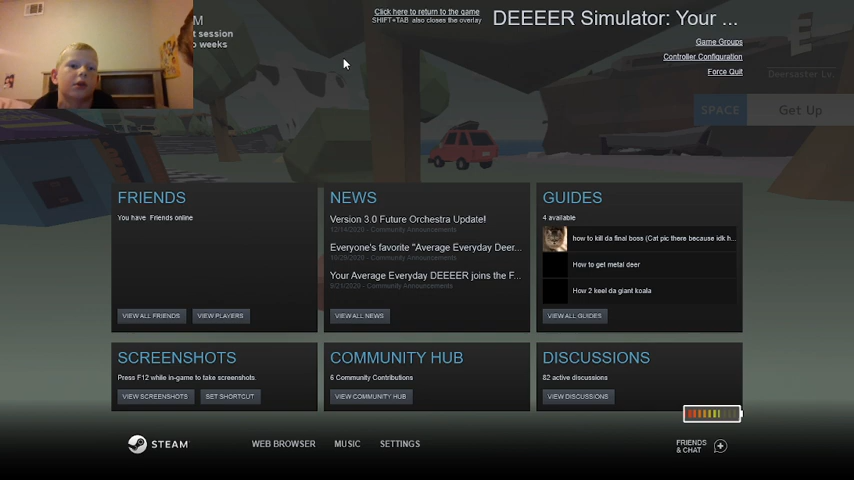 M
t session
o weeks
Click here to return to the game
SHIFT+TAB also closes the overlay
DEEEER Simulator: Your ...
Game Groups
Controller Configuration
Force Quit
E
Deersaster Lv.
SPACE
Get Up
FRIENDS
You have Friends online
VIEW ALL FRIENDS
VIEW PLAYERS
NEWS
Version 3.0 Future Orchestra Update!
12/14/2020 - Community Announcements
Everyone's favorite "Average Everyday Deer...
10/29/2020 - Community Announcements
Your Average Everyday DEEEER joins the F...
9/21/2020 - Community Announcements
VIEW ALL NEWS
GUIDES
4 available
how to kill da final boss (Cat pic there because idk h...
How to get metal deer
How 2 keel da giant koala
VIEW ALL GUIDES
SCREENSHOTS
Press F12 while in-game to take screenshots.
VIEW SCREENSHOTS
SET SHORTCUT
COMMUNITY HUB
6 Community Contributions
VIEW COMMUNITY HUB
DISCUSSIONS
82 active discussions
VIEW DISCUSSIONS
STEAM
WEB BROWSER
MUSIC
SETTINGS
FRIENDS
& CHAT